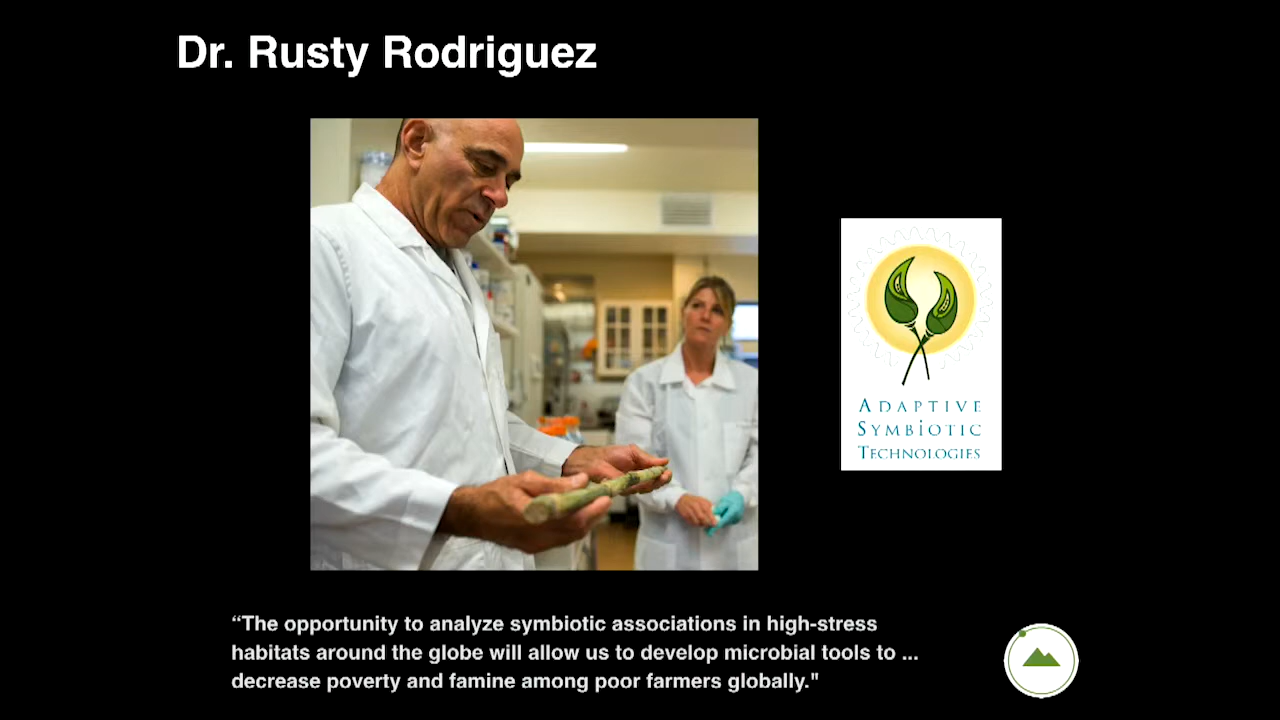 Dr. Rusty Rodriguez
ADAPTIVE
SYMBIOTIC
TECHNOLOGIES
“The opportunity to analyze symbiotic associations in high-stress
habitats around the globe will allow us to develop microbial tools to ...
decrease poverty and famine among poor farmers globally."